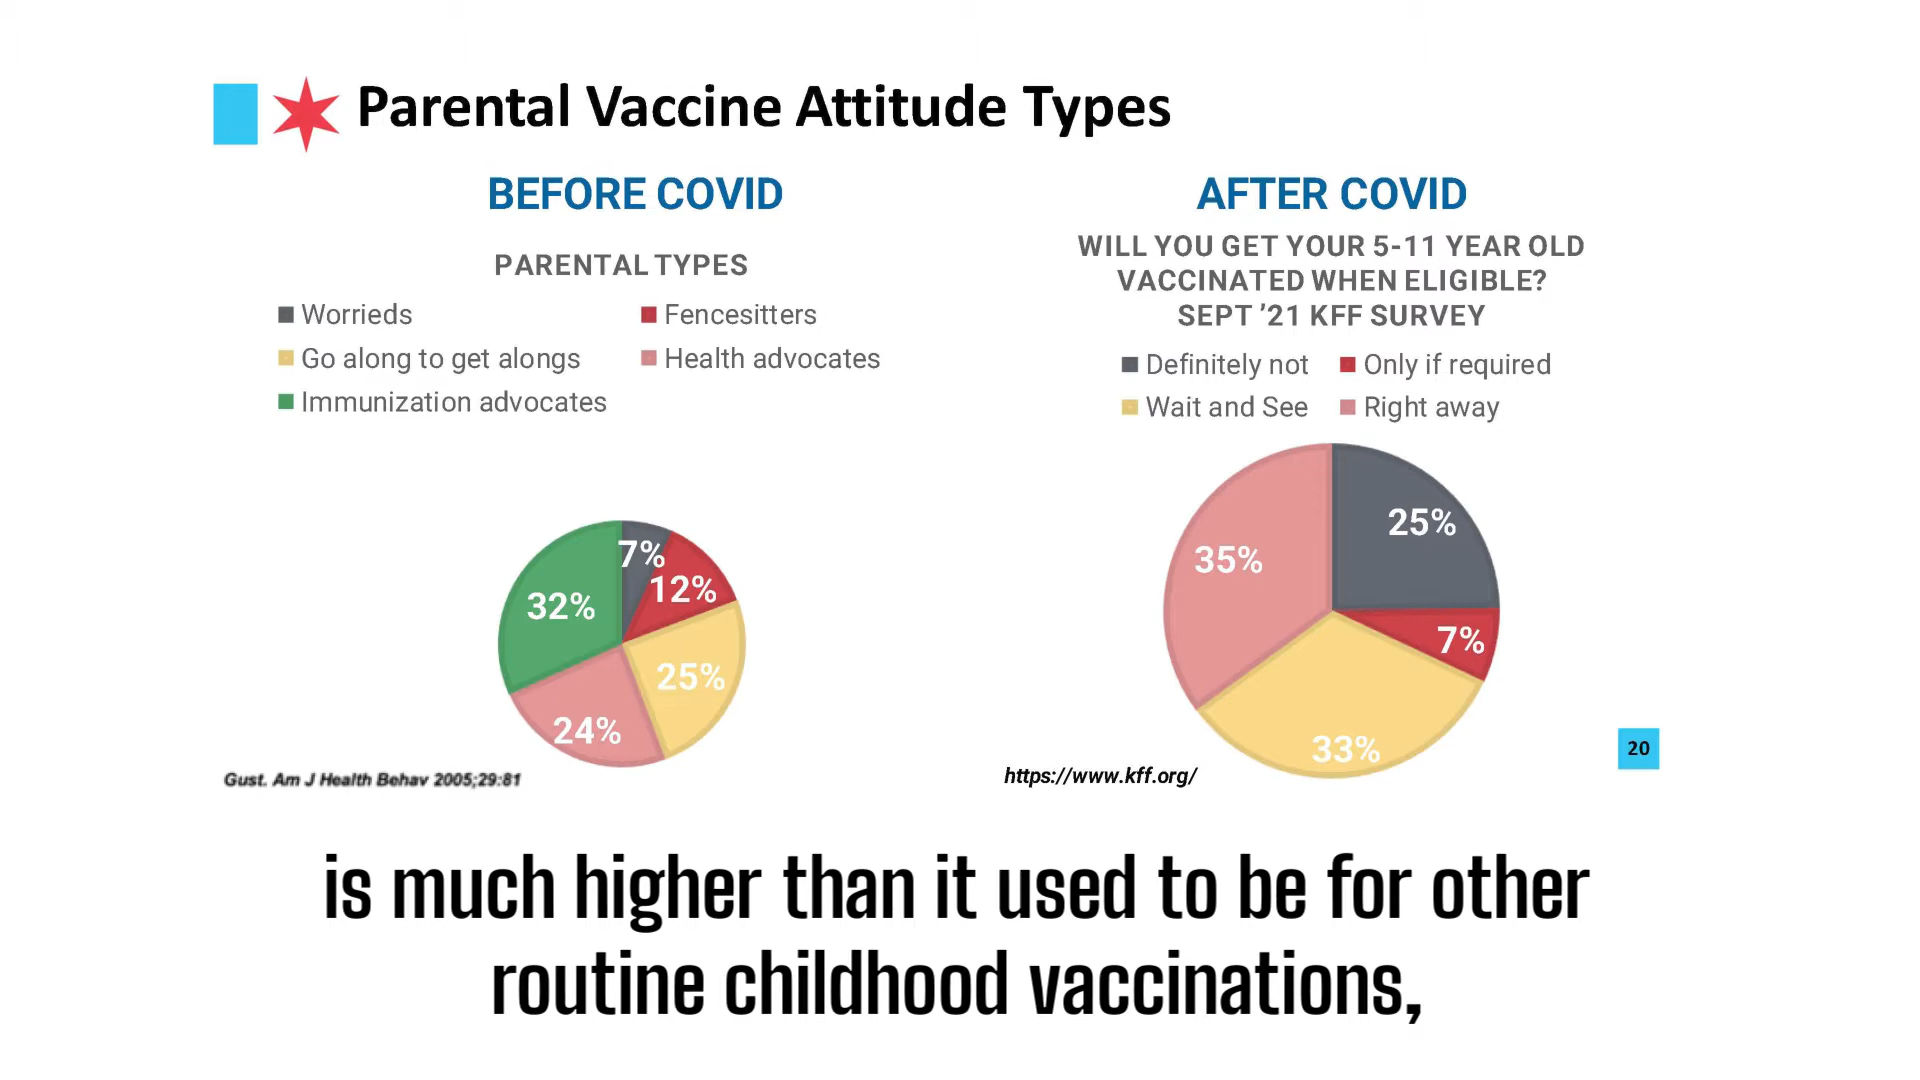 Parental Vaccine Attitude Types
BEFORE COVID
PARENTAL TYPES
Worrieds
Fencesitters
Go along to get alongs
Health advocates
Immunization advocates
7%
12%
25%
24%
32%
Gust. Am J Health Behav 2005;29:81
AFTER COVID
WILL YOU GET YOUR 5-11 YEAR OLD
VACCINATED WHEN ELIGIBLE?
SEPT ’21 KFF SURVEY
Definitely not
Only if required
Wait and See
Right away
25%
7%
33%
35%
https://www.kff.org/
20
is much higher than it used to be for other
routine childhood vaccinations,